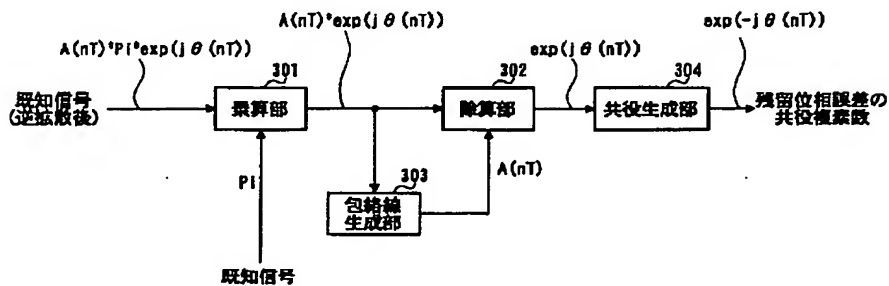 A(nT)*Pi*exp(jθ(nT))
A(nT)*exp(jθ(nT))
exp(jθ(nT))
exp(-jθ(nT))
301
302
304
既知信号
(逆拡散後)
乗算部
除算部
共役生成部
残留位相誤差の
共役複素数
Pi
303
A(nT)
包絡線
生成部
既知信号